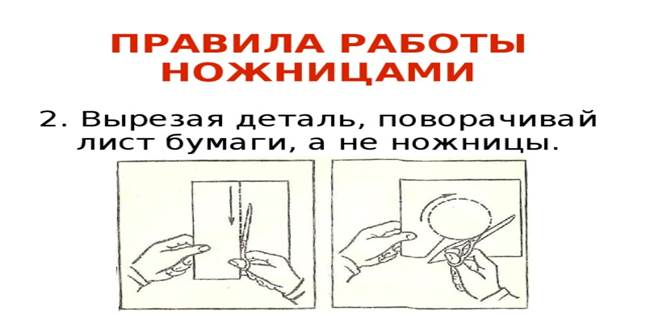 ПРАВИЛА РАБОТЫ
НОЖНИЦАМИ
2. Вырезая деталь, поворачивай
лист бумаги, а не ножницы.